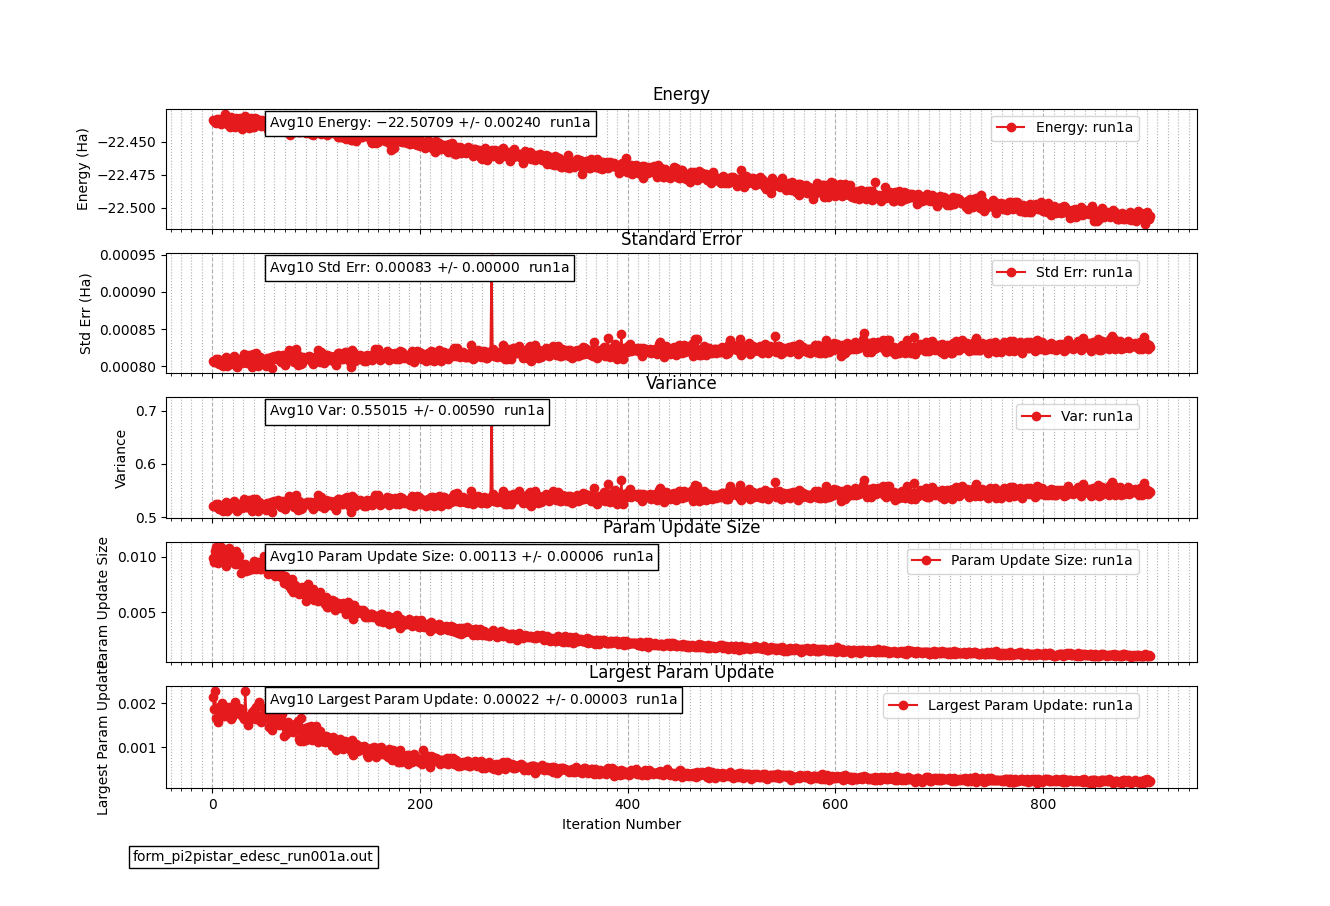 Energy
Avg10 Energy: −22.50709 +/- 0.00240 run1a
Energy: run1a
Energy (Ha)
−22.450
−22.475
−22.500
Standard Error
Avg10 Std Err: 0.00083 +/- 0.00000 run1a
Std Err: run1a
Std Err (Ha)
0.00095
0.00090
0.00085
0.00080
Variance
Avg10 Var: 0.55015 +/- 0.00590 run1a
Var: run1a
Variance
0.7
0.6
0.5
Param Update Size
Avg10 Param Update Size: 0.00113 +/- 0.00006 run1a
Param Update Size: run1a
Param Update Size
0.010
0.005
Largest Param Update
Avg10 Largest Param Update: 0.00022 +/- 0.00003 run1a
Largest Param Update: run1a
Largest Param Update
0.002
0.001
0 200 400 600 800
Iteration Number
form_pi2pistar_edesc_run001a.out